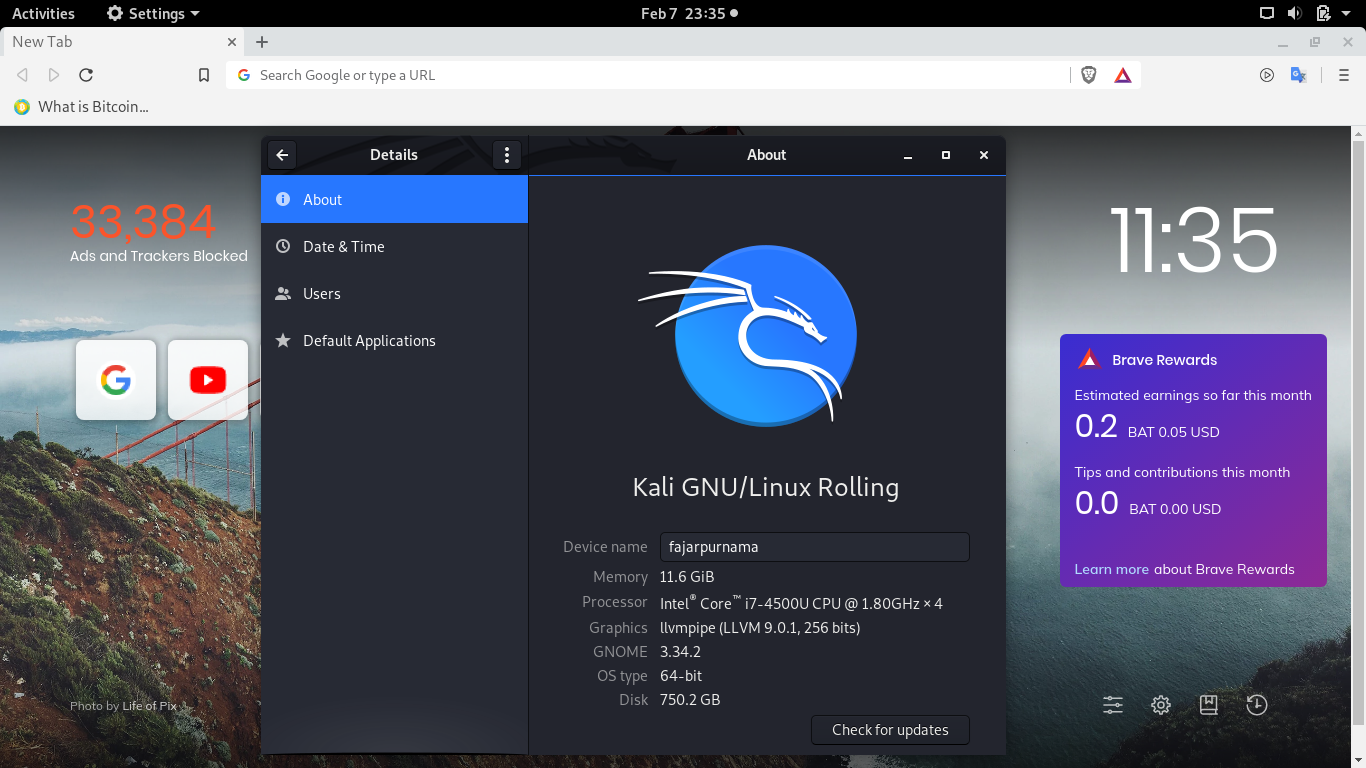 Activities Settings Feb 7 23:35
New Tab
Search Google or type a URL
What is Bitcoin...
33,384
Ads and Trackers Blocked
Details
About
Date & Time
Users
Default Applications
About
Kali GNU/Linux Rolling
Device name fajarpurnama
Memory 11.6 GiB
Processor Intel® Core™ i7-4500U CPU @ 1.80GHz × 4
Graphics llvmpipe (LLVM 9.0.1, 256 bits)
GNOME 3.34.2
OS type 64-bit
Disk 750.2 GB
Check for updates
11:35
Brave Rewards
Estimated earnings so far this month
0.2 BAT 0.05 USD
Tips and contributions this month
0.0 BAT 0.00 USD
Learn more about Brave Rewards
Photo by Life of Pix